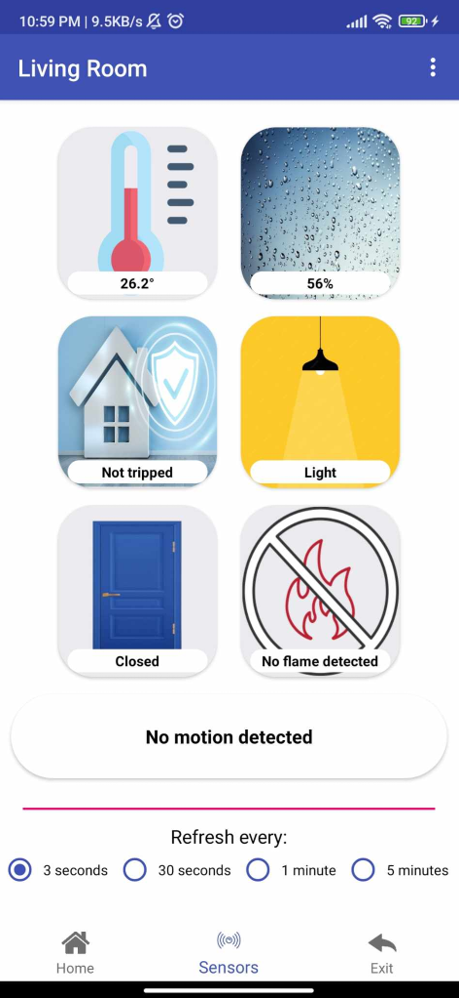 10:59 PM | 9.5KB/s
92
Living Room
26.2°
56%
Not tripped
Light
Closed
No flame detected
No motion detected
Refresh every:
3 seconds
30 seconds
1 minute
5 minutes
Home
Sensors
Exit